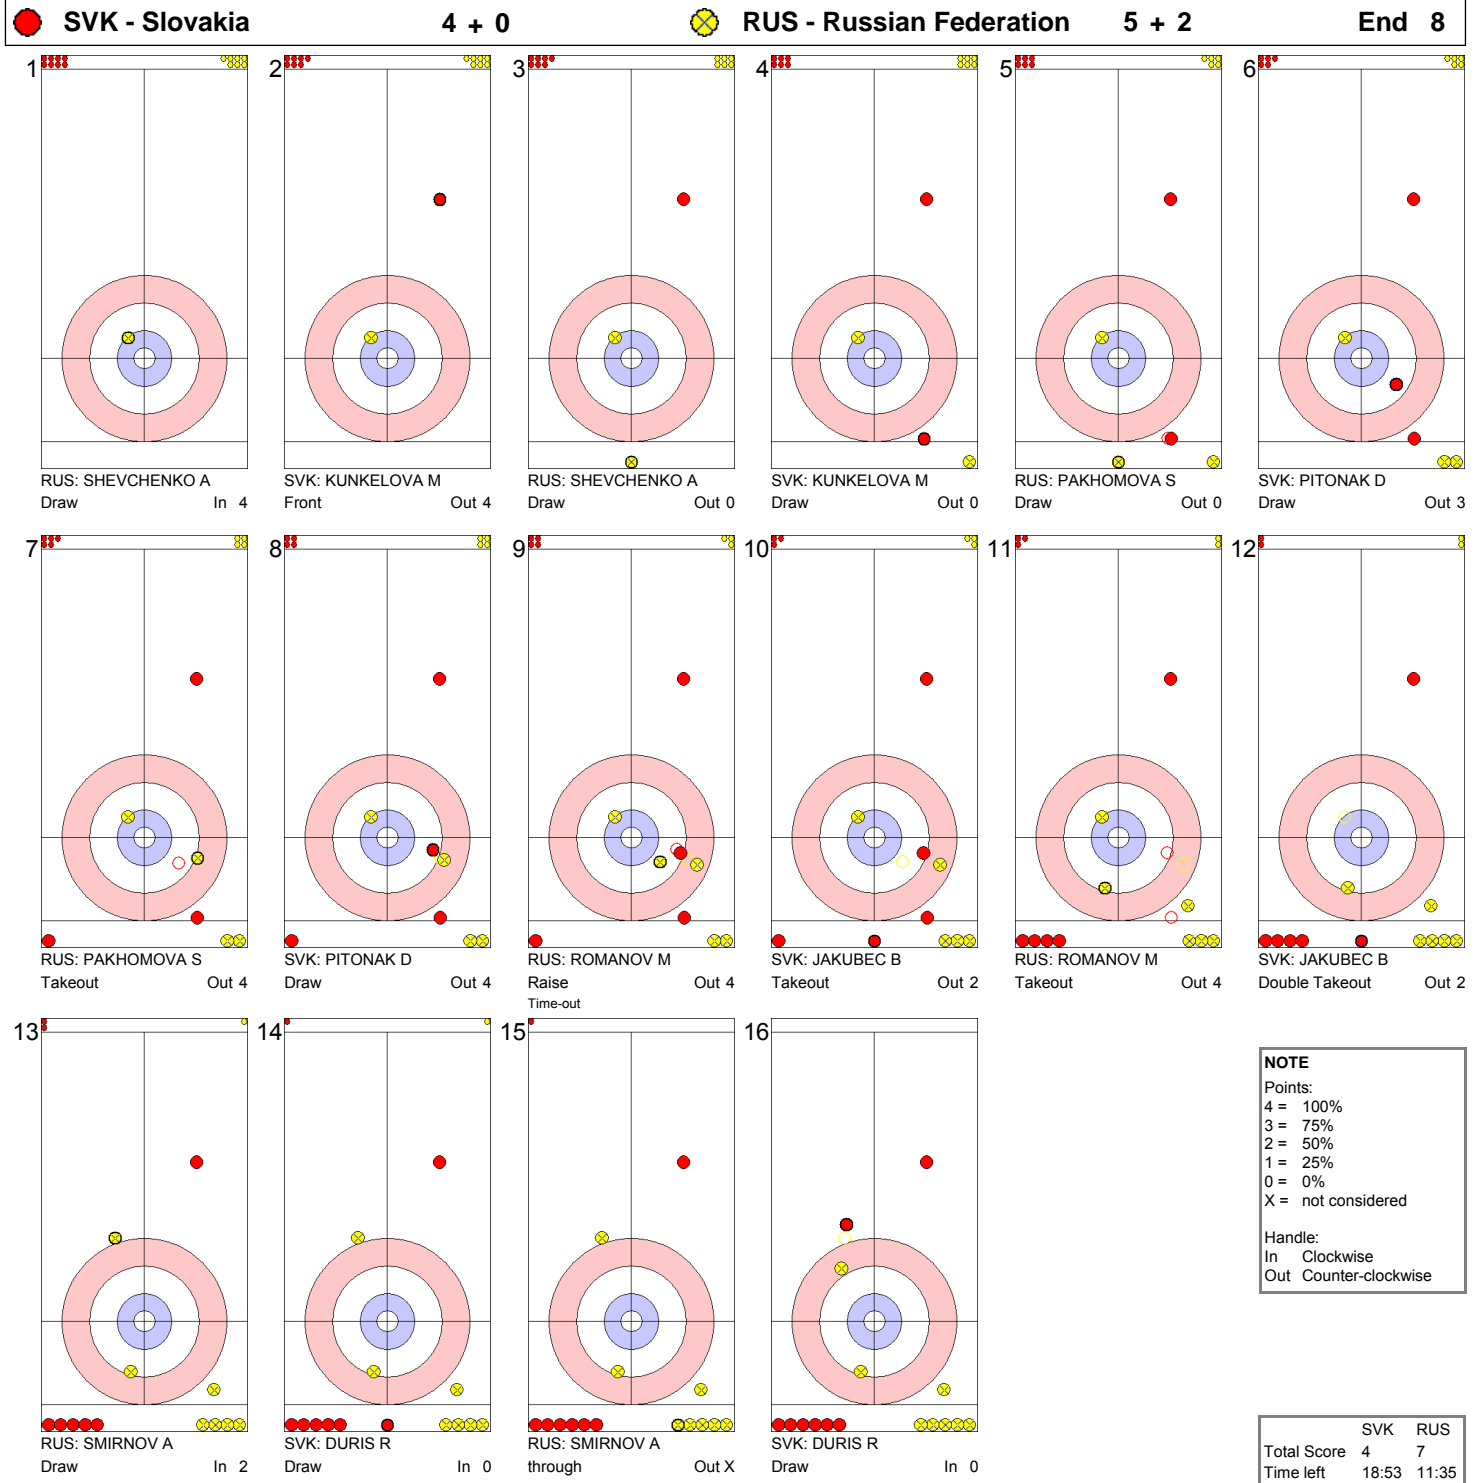 SVK - Slovakia 4 + 0 RUS - Russian Federation 5 + 2 End 8
1 2 3 4 5 6
RUS: SHEVCHENKO A SVK: KUNKELOVA M RUS: SHEVCHENKO A SVK: KUNKELOVA M RUS: PAKHOMOVA S SVK: PITONAK D
Draw In 4 Front Out 4 Draw Out 0 Draw Out 0 Draw Out 0 Draw Out 3
7 8 9 10 11 12
RUS: PAKHOMOVA S SVK: PITONAK D RUS: ROMANOV M SVK: JAKUBEC B RUS: ROMANOV M SVK: JAKUBEC B
Takeout Out 4 Draw Out 4 Raise Out 4 Takeout Out 2 Takeout Out 4 Double Takeout Out 2
Time-out
13 14 15 16
RUS: SMIRNOV A SVK: DURIS R RUS: SMIRNOV A SVK: DURIS R
Draw In 2 Draw In 0 through Out X Draw In 0
NOTE
Points:
4 = 100%
3 = 75%
2 = 50%
1 = 25%
0 = 0%
X = not considered
Handle:
In Clockwise
Out Counter-clockwise
SVK RUS
Total Score 4 7
Time left 18:53 11:35